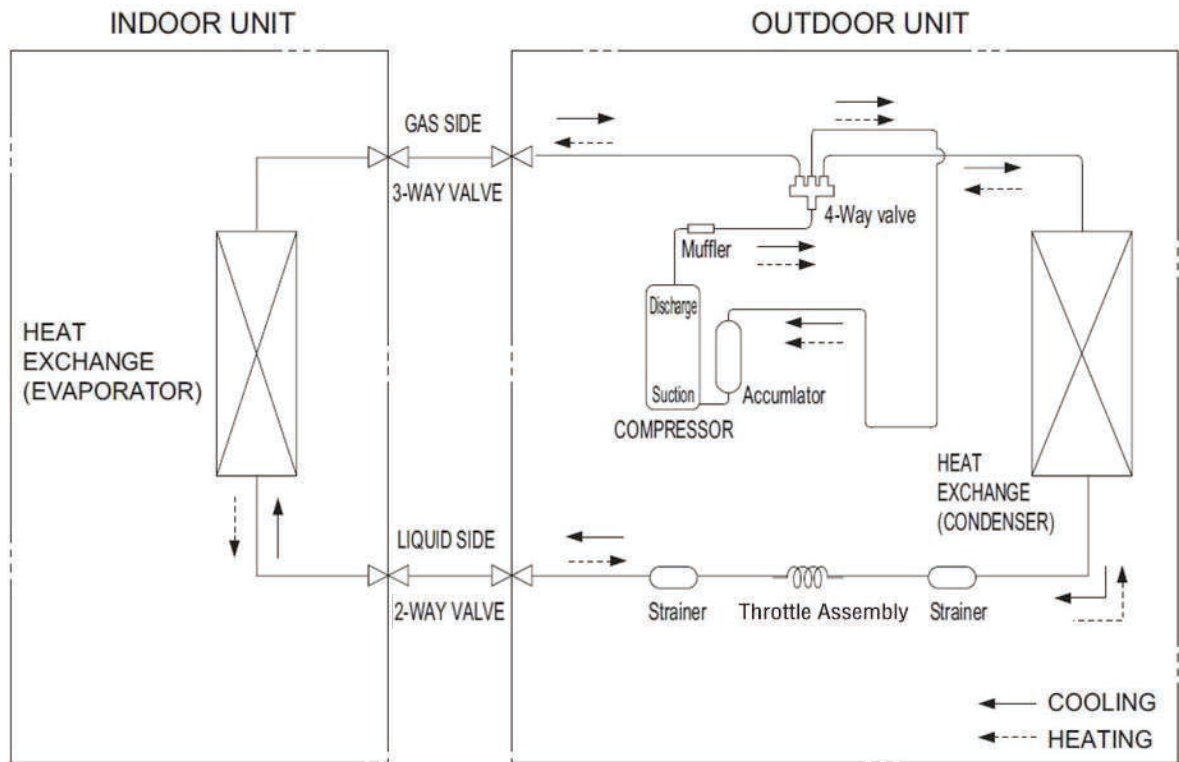 INDOOR UNIT
OUTDOOR UNIT
GAS SIDE
3-WAY VALVE
4-Way valve
Muffler
Discharge
Suction
COMPRESSOR
Accumlator
HEAT
EXCHANGE
(EVAPORATOR)
HEAT
EXCHANGE
(CONDENSER)
LIQUID SIDE
2-WAY VALVE
Strainer
Throttle Assembly
Strainer
COOLING
HEATING